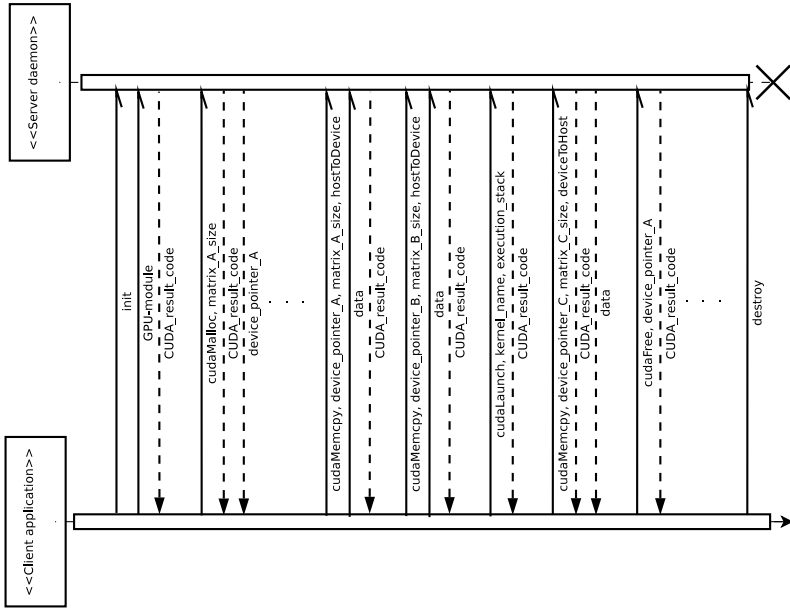 <<Server daemon>>
<<Client application>>
init
GPU-module
CUDA_result_code
cudaMalloc, matrix_A_size
CUDA_result_code
device_pointer_A
. . .
cudaMemcpy, device_pointer_A, matrix_A_size, hostToDevice
data
CUDA_result_code
cudaMemcpy, device_pointer_B, matrix_B_size, hostToDevice
data
CUDA_result_code
cudaLaunch, kernel_name, execution_stack
CUDA_result_code
cudaMemcpy, device_pointer_C, matrix_C_size, deviceToHost
CUDA_result_code
data
cudaFree, device_pointer_A
CUDA_result_code
. . .
destroy